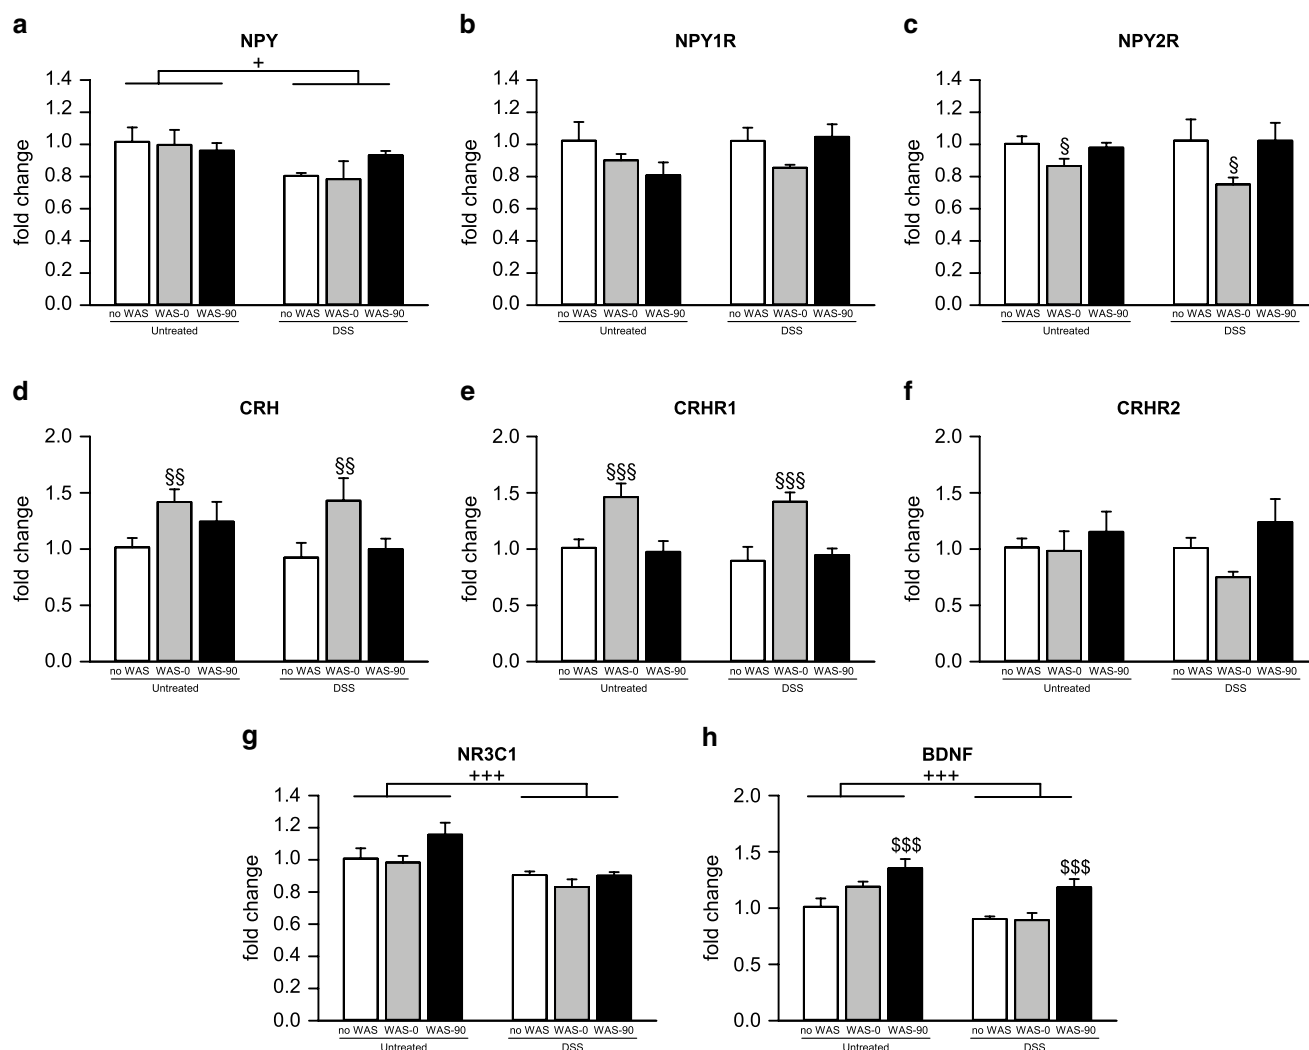 a
NPY
+
fold change
1.4
1.2
1.0
0.8
0.6
0.4
0.2
0.0
no WAS WAS-0 WAS-90 no WAS WAS-0 WAS-90
Untreated DSS
b
NPY1R
fold change
1.4
1.2
1.0
0.8
0.6
0.4
0.2
0.0
no WAS WAS-0 WAS-90 no WAS WAS-0 WAS-90
Untreated DSS
c
NPY2R
fold change
1.4
1.2
1.0
0.8
0.6
0.4
0.2
0.0
§ §
no WAS WAS-0 WAS-90 no WAS WAS-0 WAS-90
Untreated DSS
d
CRH
fold change
2.0
1.5
1.0
0.5
0.0
§§ §§
no WAS WAS-0 WAS-90 no WAS WAS-0 WAS-90
Untreated DSS
e
CRHR1
fold change
2.0
1.5
1.0
0.5
0.0
§§§ §§§
no WAS WAS-0 WAS-90 no WAS WAS-0 WAS-90
Untreated DSS
f
CRHR2
fold change
2.0
1.5
1.0
0.5
0.0
no WAS WAS-0 WAS-90 no WAS WAS-0 WAS-90
Untreated DSS
g
NR3C1
+++
fold change
1.4
1.2
1.0
0.8
0.6
0.4
0.2
0.0
no WAS WAS-0 WAS-90 no WAS WAS-0 WAS-90
Untreated DSS
h
BDNF
+++
fold change
2.0
1.5
1.0
0.5
0.0
$$$ $$$
no WAS WAS-0 WAS-90 no WAS WAS-0 WAS-90
Untreated DSS